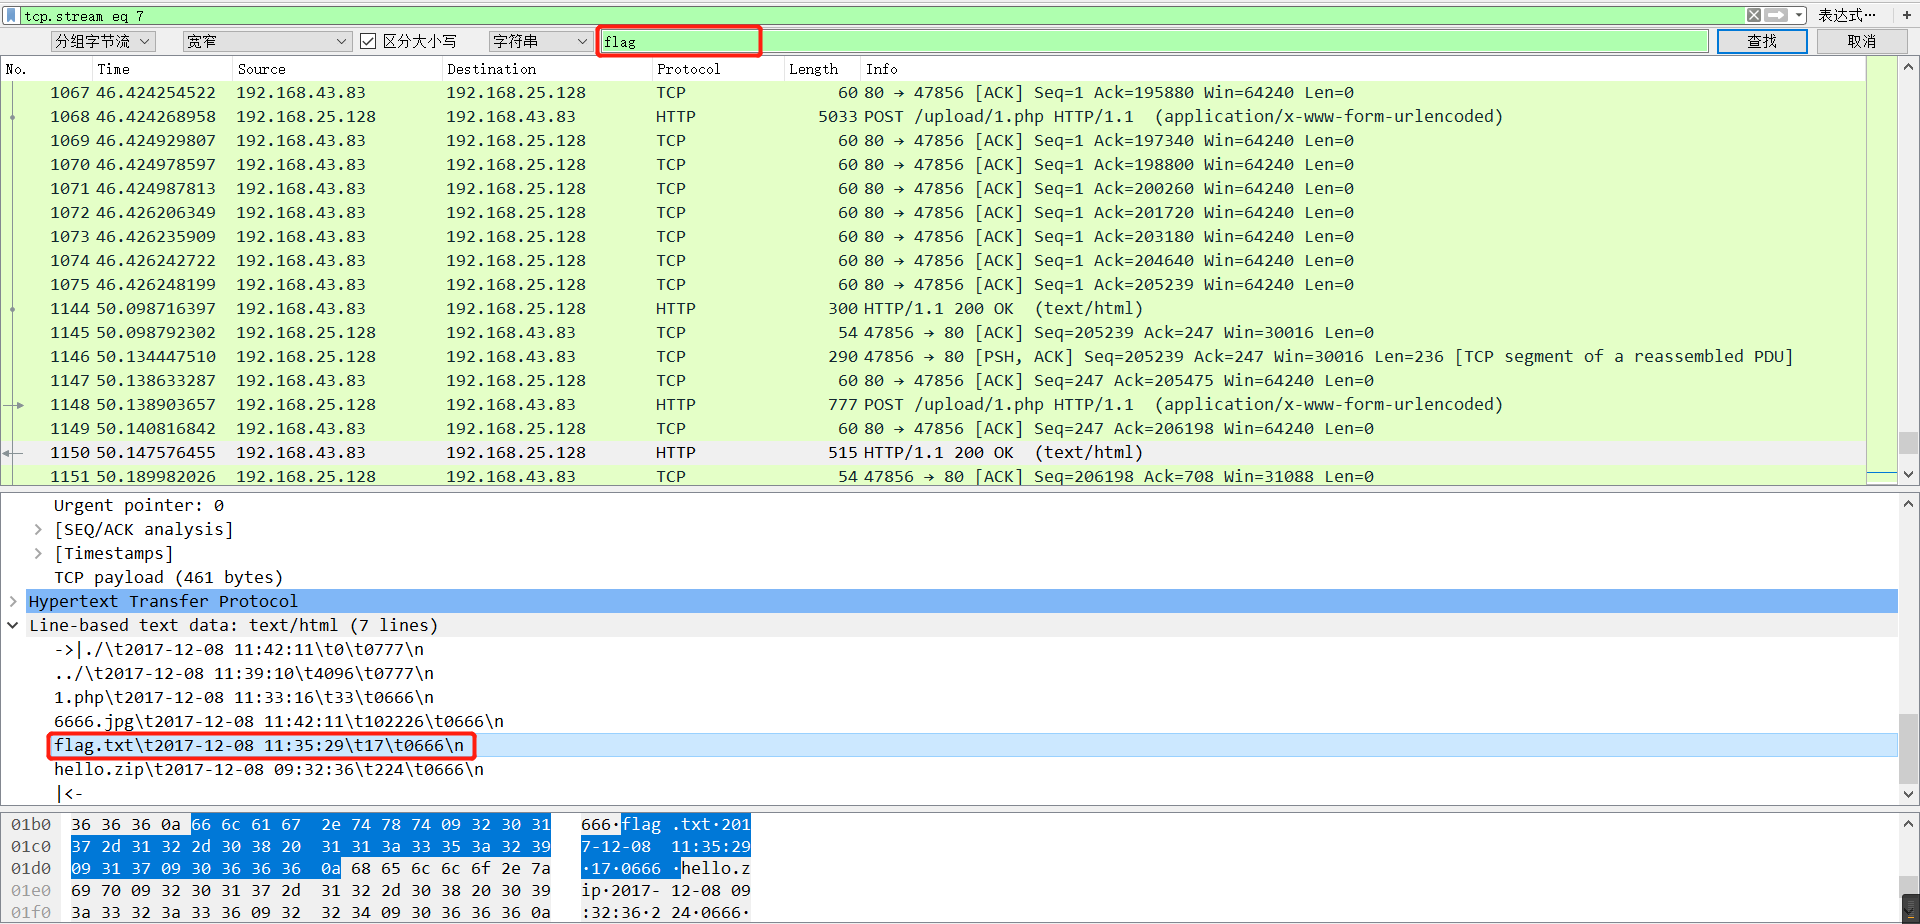 tcp.stream eq 7 表达式… +
分组字节流 宽窄 区分大小写 字符串 flag 查找 取消
No. Time Source Destination Protocol Length Info
1067 46.424254522 192.168.43.83 192.168.25.128 TCP 60 80 → 47856 [ACK] Seq=1 Ack=195880 Win=64240 Len=0
1068 46.424268958 192.168.25.128 192.168.43.83 HTTP 5033 POST /upload/1.php HTTP/1.1 (application/x-www-form-urlencoded)
1069 46.424929807 192.168.43.83 192.168.25.128 TCP 60 80 → 47856 [ACK] Seq=1 Ack=197340 Win=64240 Len=0
1070 46.424978597 192.168.43.83 192.168.25.128 TCP 60 80 → 47856 [ACK] Seq=1 Ack=198800 Win=64240 Len=0
1071 46.424987813 192.168.43.83 192.168.25.128 TCP 60 80 → 47856 [ACK] Seq=1 Ack=200260 Win=64240 Len=0
1072 46.426206349 192.168.43.83 192.168.25.128 TCP 60 80 → 47856 [ACK] Seq=1 Ack=201720 Win=64240 Len=0
1073 46.426235909 192.168.43.83 192.168.25.128 TCP 60 80 → 47856 [ACK] Seq=1 Ack=203180 Win=64240 Len=0
1074 46.426242722 192.168.43.83 192.168.25.128 TCP 60 80 → 47856 [ACK] Seq=1 Ack=204640 Win=64240 Len=0
1075 46.426248199 192.168.43.83 192.168.25.128 TCP 60 80 → 47856 [ACK] Seq=1 Ack=205239 Win=64240 Len=0
1144 50.098716397 192.168.43.83 192.168.25.128 HTTP 300 HTTP/1.1 200 OK (text/html)
1145 50.098792302 192.168.25.128 192.168.43.83 TCP 54 47856 → 80 [ACK] Seq=205239 Ack=247 Win=30016 Len=0
1146 50.134447510 192.168.25.128 192.168.43.83 TCP 290 47856 → 80 [PSH, ACK] Seq=205239 Ack=247 Win=30016 Len=236 [TCP segment of a reassembled PDU]
1147 50.138633287 192.168.43.83 192.168.25.128 TCP 60 80 → 47856 [ACK] Seq=247 Ack=205475 Win=64240 Len=0
1148 50.138903657 192.168.25.128 192.168.43.83 HTTP 777 POST /upload/1.php HTTP/1.1 (application/x-www-form-urlencoded)
1149 50.140816842 192.168.43.83 192.168.25.128 TCP 60 80 → 47856 [ACK] Seq=247 Ack=206198 Win=64240 Len=0
1150 50.147576455 192.168.43.83 192.168.25.128 HTTP 515 HTTP/1.1 200 OK (text/html)
1151 50.189982026 192.168.25.128 192.168.43.83 TCP 54 47856 → 80 [ACK] Seq=206198 Ack=708 Win=31088 Len=0
Urgent pointer: 0
[SEQ/ACK analysis]
[Timestamps]
TCP payload (461 bytes)
Hypertext Transfer Protocol
Line-based text data: text/html (7 lines)
->|./\t2017-12-08 11:42:11\t0\t0777\n
../\t2017-12-08 11:39:10\t4096\t0777\n
1.php\t2017-12-08 11:33:16\t33\t0666\n
6666.jpg\t2017-12-08 11:42:11\t102226\t0666\n
flag.txt\t2017-12-08 11:35:29\t17\t0666\n
hello.zip\t2017-12-08 09:32:36\t224\t0666\n
|<-
01b0 36 36 36 0a 66 6c 61 67 2e 74 78 74 09 32 30 31 666·flag .txt·201
01c0 37 2d 31 32 2d 30 38 20 31 31 3a 33 35 3a 32 39 7-12-08 11:35:29
01d0 09 31 37 09 30 36 36 36 0a 68 65 6c 6c 6f 2e 7a ·17·0666 ·hello.z
01e0 69 70 09 32 30 31 37 2d 31 32 2d 30 38 20 30 39 ip·2017- 12-08 09
01f0 3a 33 32 3a 33 36 09 32 32 34 09 30 36 36 36 0a :32:36·2 24·0666·